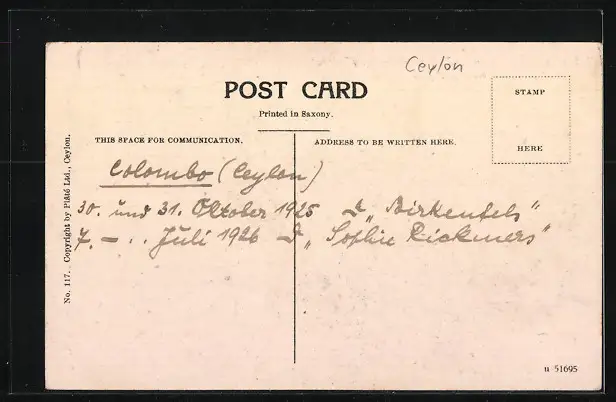 Ceylon
POST CARD
Printed in Saxony.
STAMP
HERE
THIS SPACE FOR COMMUNICATION.
ADDRESS TO BE WRITTEN HERE.
Colombo (Ceylon)
30. und 31. Oktober 1925 D „Birkenfels“
7. – . . Juli 1926 D „Sophie Rickmers“
No. 117. Copyright by Plâté Ltd., Ceylon.
u 51695